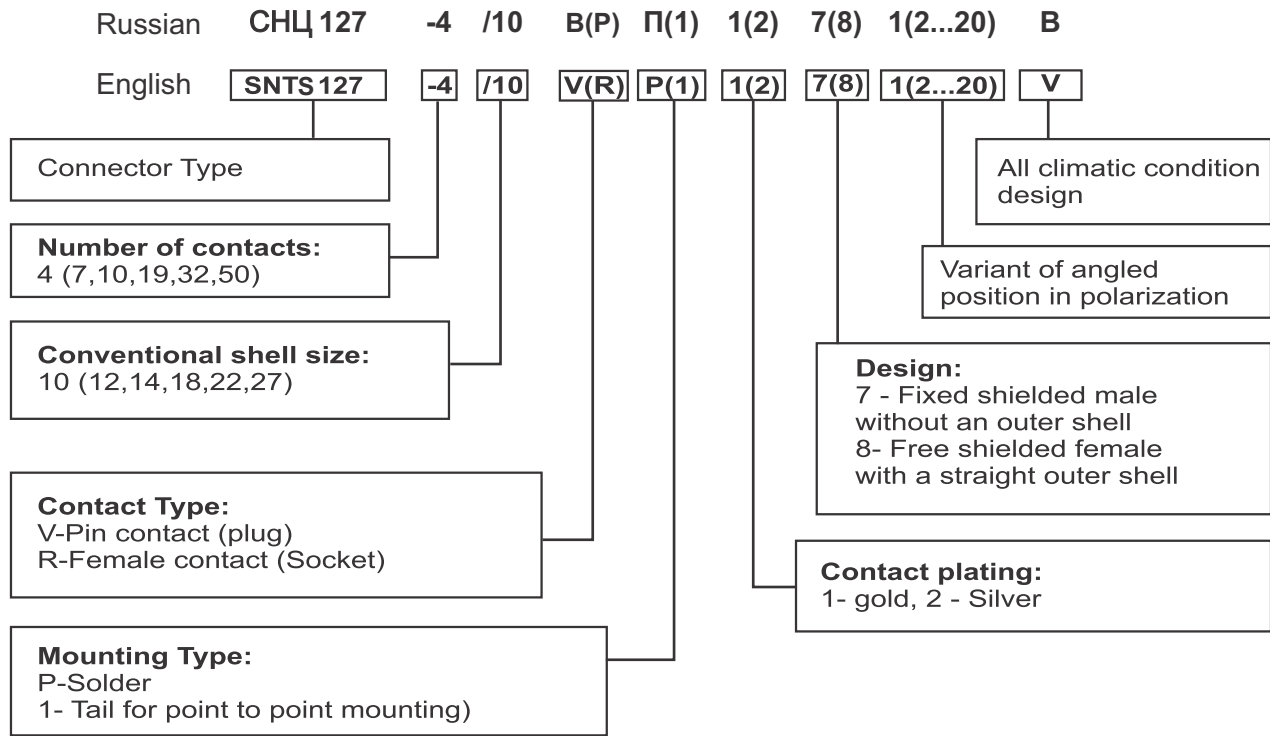 Russian СНЦ 127 -4 /10 В(Р) П(1) 1(2) 7(8) 1(2...20) В
English SNTS 127 -4 /10 V(R) P(1) 1(2) 7(8) 1(2...20) V
Connector Type
All climatic condition
design
Number of contacts:
4 (7,10,19,32,50)
Variant of angled
position in polarization
Conventional shell size:
10 (12,14,18,22,27)
Design:
7 - Fixed shielded male
without an outer shell
8- Free shielded female
with a straight outer shell
Contact Type:
V-Pin contact (plug)
R-Female contact (Socket)
Contact plating:
1- gold, 2 - Silver
Mounting Type:
P-Solder
1- Tail for point to point mounting)